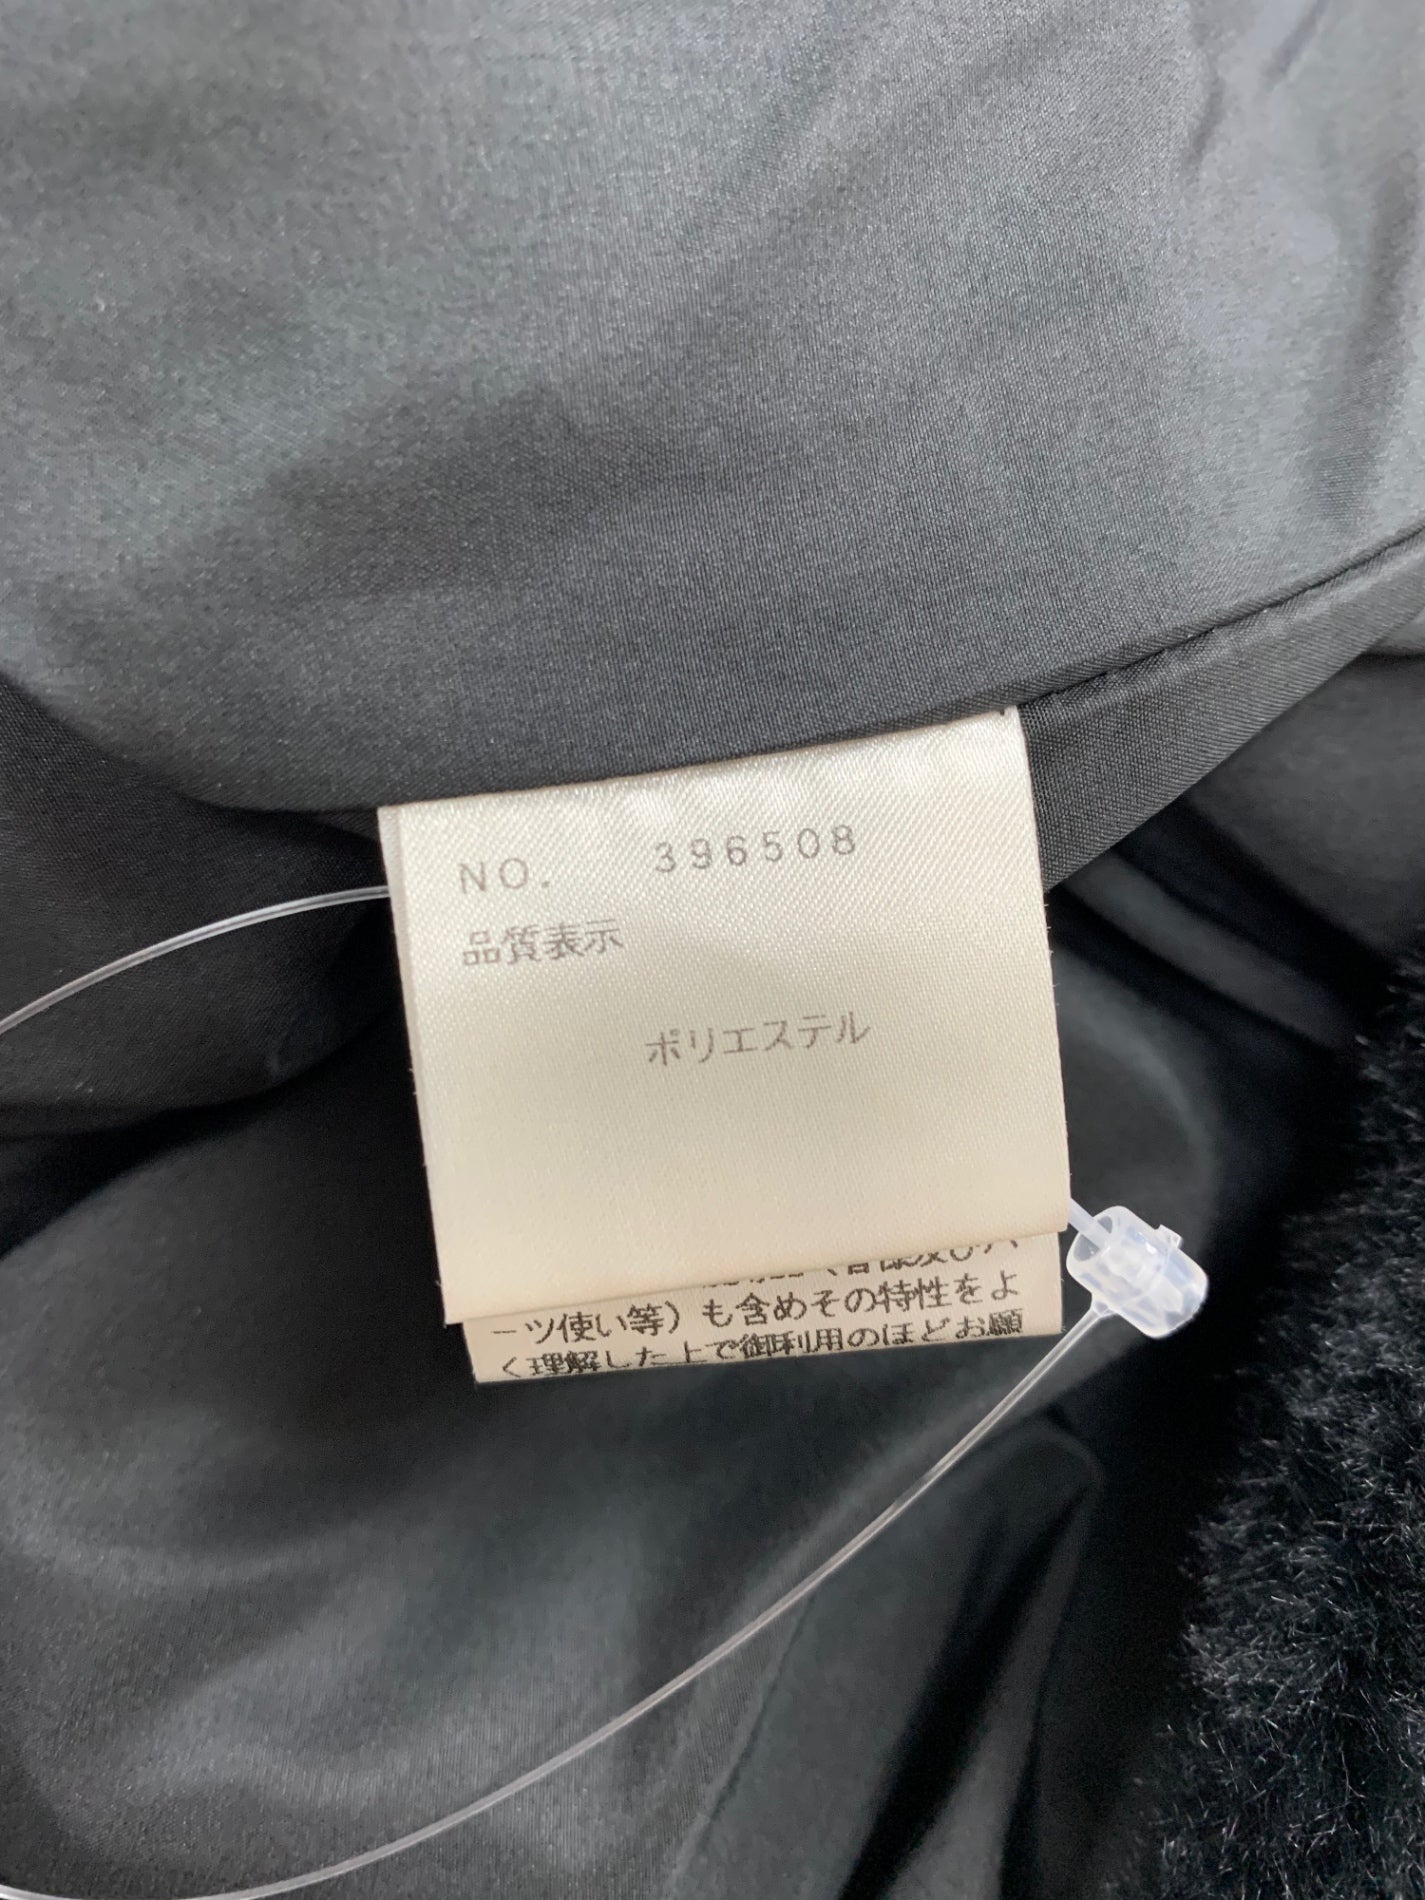 NO. 396508
品質表示
ポリエステル
ーツ使い等）も含めその特性をよ
く理解した上で御利用のほどお願